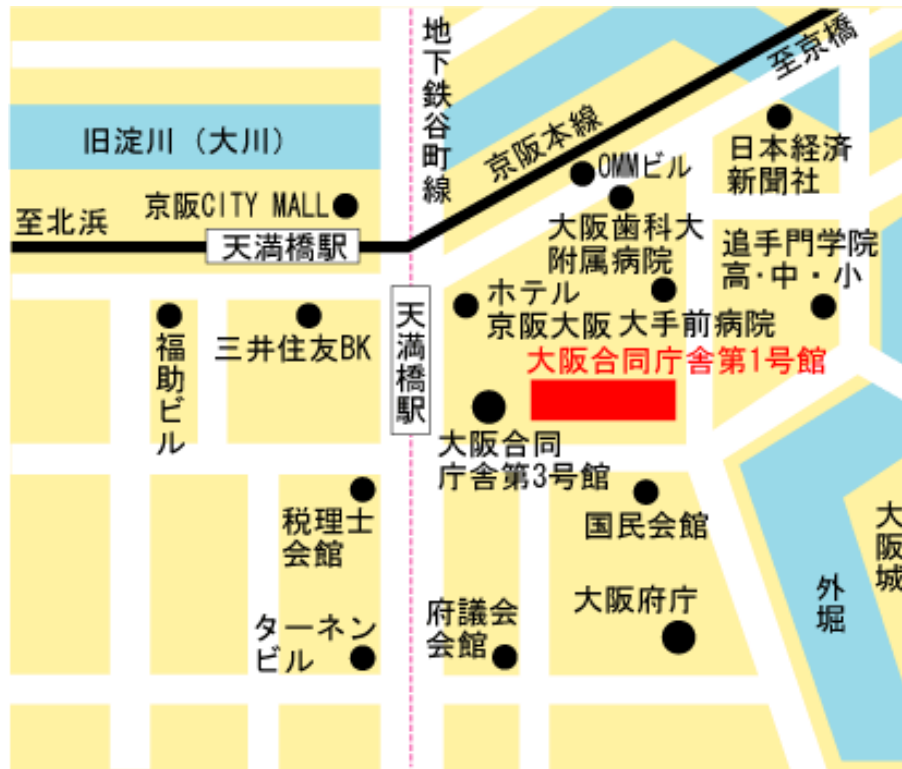 地下鉄谷町線
至京橋
京阪本線
旧淀川（大川）
OMMビル
日本経済
新聞社
京阪CITY MALL
至北浜
天満橋駅
大阪歯科大
附属病院
追手門学院
高・中・小
ホテル
京阪大阪
大手前病院
天満橋駅
福助ビル
三井住友BK
大阪合同庁舎第1号館
大阪合同
庁舎第3号館
税理士
会館
国民会館
大阪城
外堀
ターネン
ビル
府議会
会館
大阪府庁